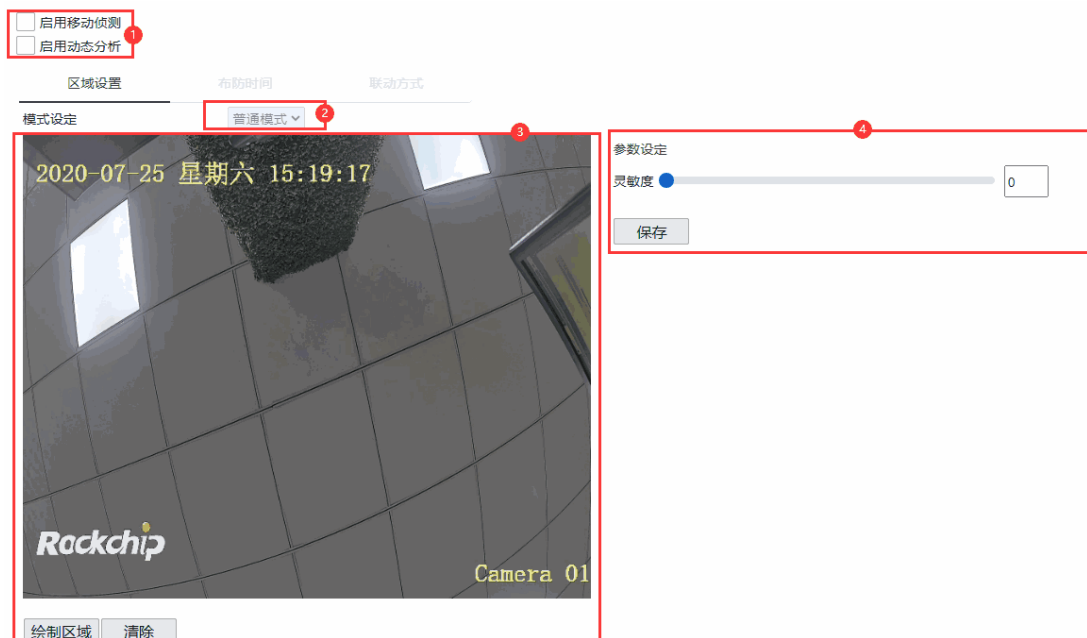 启用移动侦测
1
启用动态分析
区域设置 布防时间 联动方式
模式设定 普通模式 2
3
4
2020-07-25 星期六 15:19:17
参数设定
灵敏度 0
保存
Rockchip
Camera 01
绘制区域 清除